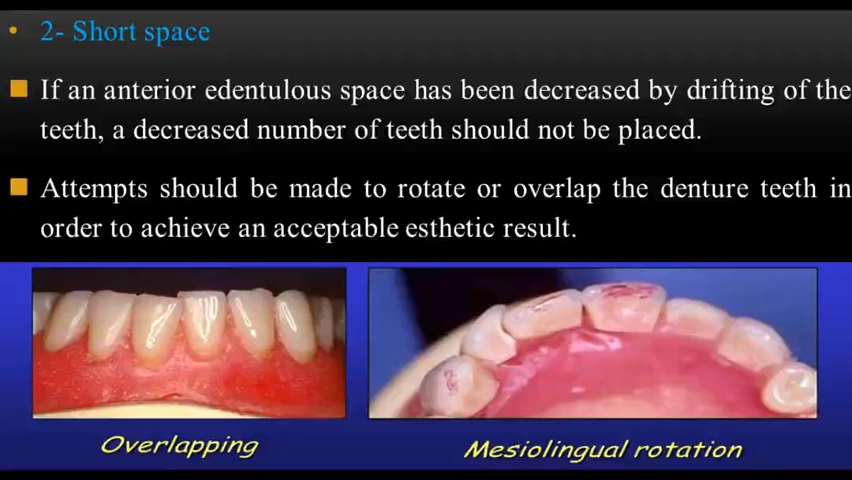 • 2- Short space
■ If an anterior edentulous space has been decreased by drifting of the
teeth, a decreased number of teeth should not be placed.
■ Attempts should be made to rotate or overlap the denture teeth in
order to achieve an acceptable esthetic result.
Overlapping
Mesiolingual rotation